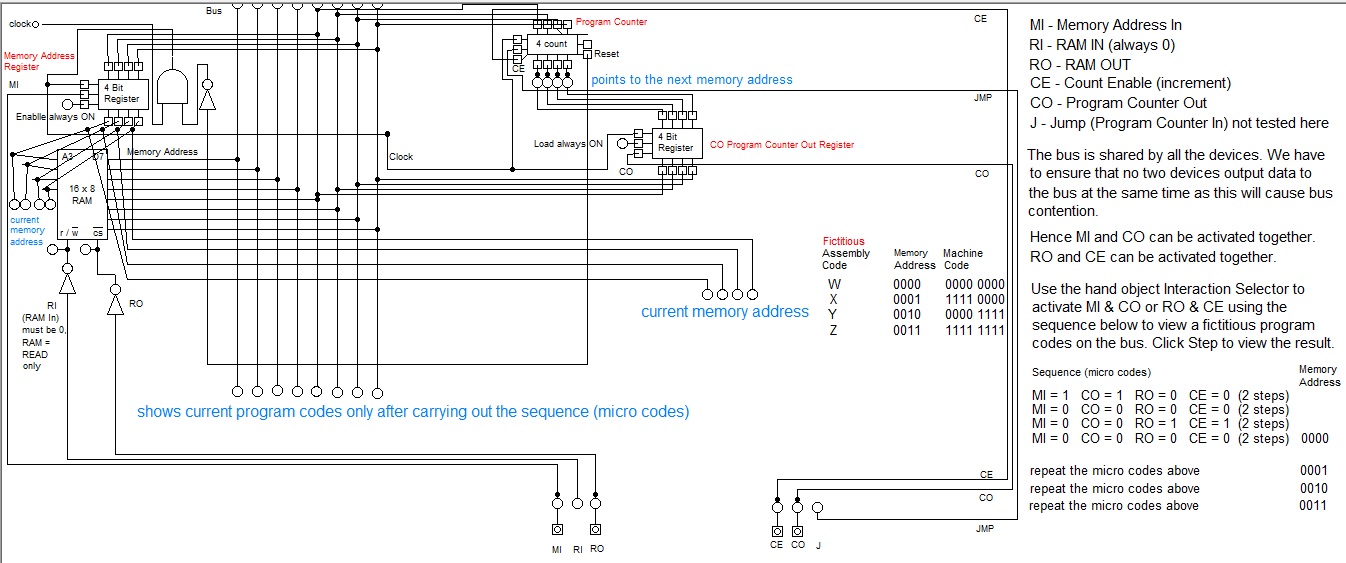 Bus
CE
clock
Program Counter
4 count
Reset
CE
Memory Address
Register
MI
4 Bit
Register
Enablle always ON
points to the next memory address
JMP
4 Bit
Register
Load always ON
CO
CO Program Counter Out Register
Clock
CO
A3
D7
Memory Address
16 x 8
RAM
r / w
cs
current
memory
address
RI
(RAM In)
must be 0,
RAM =
READ
only
RO
current memory address
Fictitious
Assembly
Code
Memory
Address
Machine
Code
W 0000 0000 0000
X 0001 1111 0000
Y 0010 0000 1111
Z 0011 1111 1111
shows current program codes only after carrying out the sequence (micro codes)
CE
CO
JMP
MI RI RO
CE CO J
MI - Memory Address In
RI - RAM IN (always 0)
RO - RAM OUT
CE - Count Enable (increment)
CO - Program Counter Out
J - Jump (Program Counter In) not tested here
The bus is shared by all the devices. We have
to ensure that no two devices output data to
the bus at the same time as this will cause bus
contention.
Hence MI and CO can be activated together.
RO and CE can be activated together.
Use the hand object Interaction Selector to
activate MI & CO or RO & CE using the
sequence below to view a fictitious program
codes on the bus. Click Step to view the result.
Sequence (micro codes)
Memory
Address
MI = 1 CO = 1 RO = 0 CE = 0 (2 steps)
MI = 0 CO = 0 RO = 0 CE = 0 (2 steps)
MI = 0 CO = 0 RO = 1 CE = 1 (2 steps)
MI = 0 CO = 0 RO = 0 CE = 0 (2 steps) 0000
repeat the micro codes above 0001
repeat the micro codes above 0010
repeat the micro codes above 0011